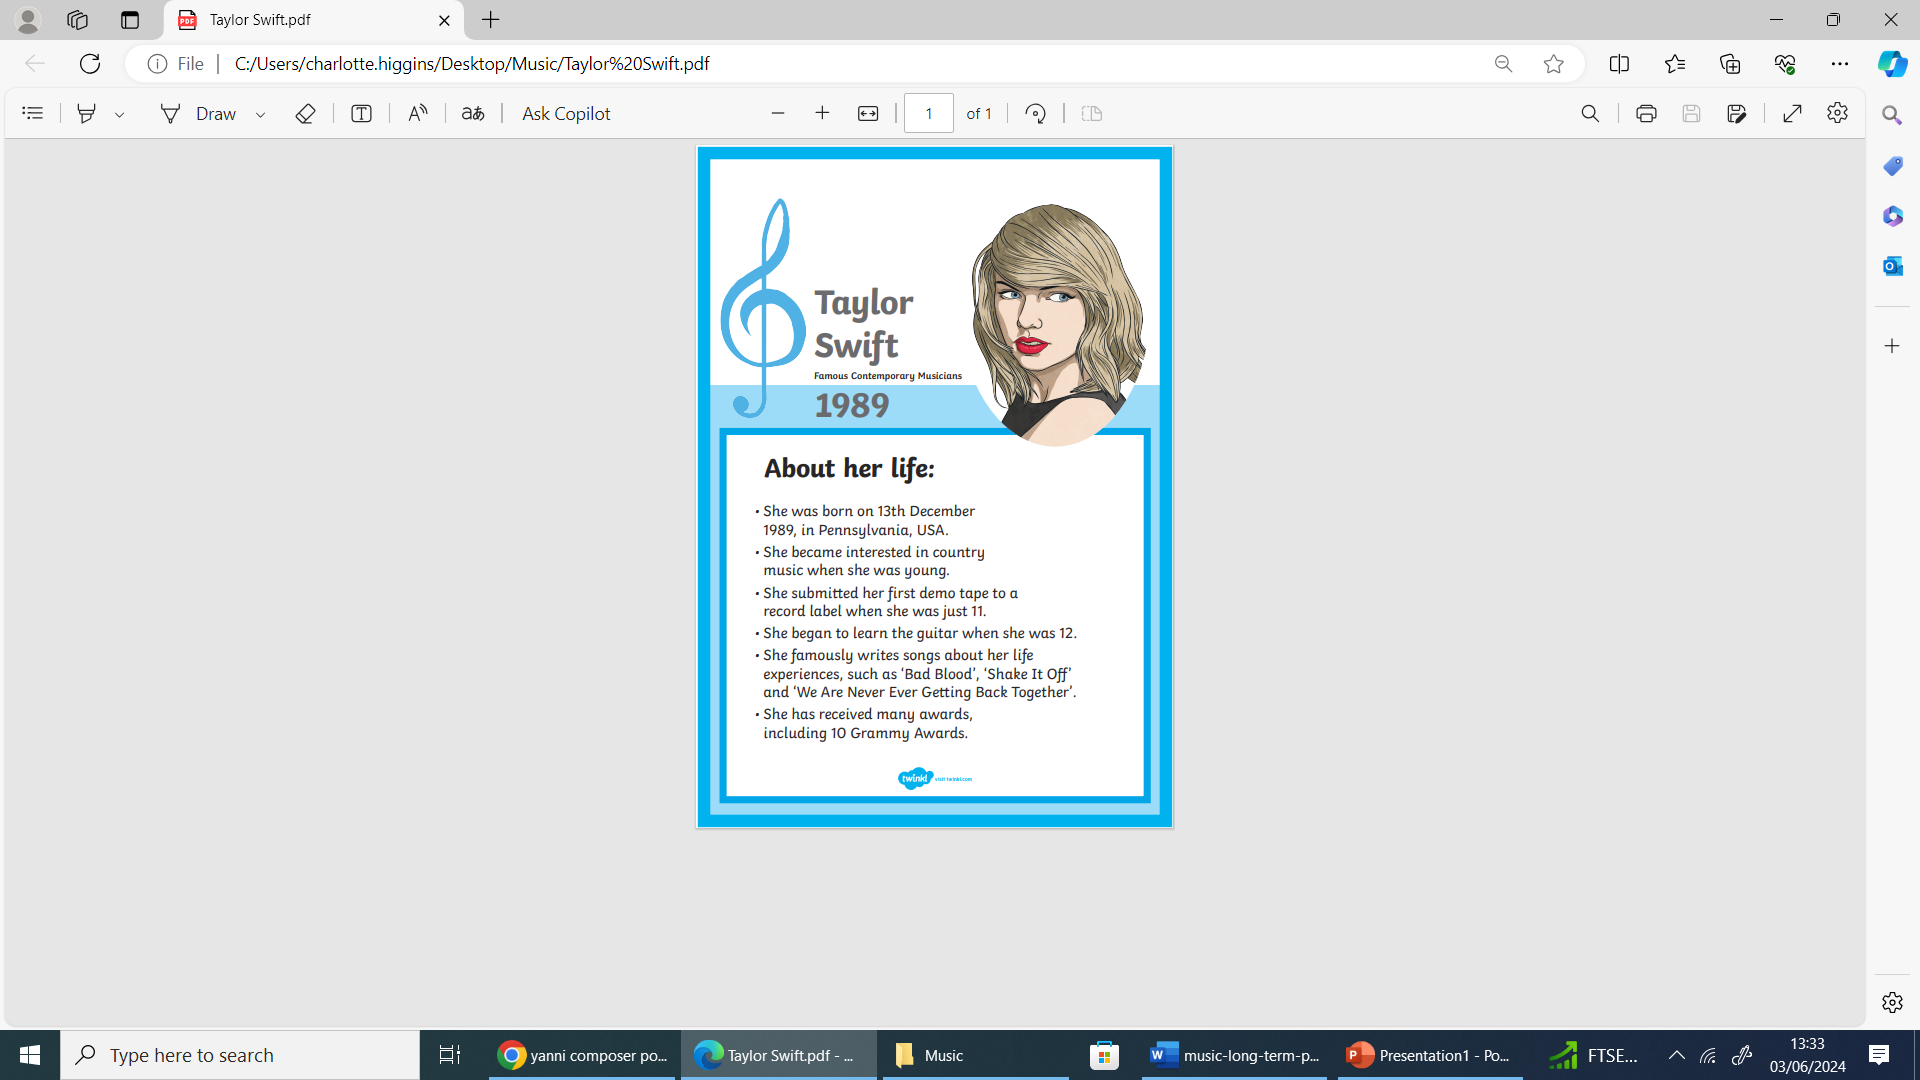 Taylor Swift.pdf
File
C:/Users/charlotte.higgins/Desktop/Music/Taylor%20Swift.pdf
Draw
A
aあ
Ask Copilot
1
of 1
Taylor
Swift
Famous Contemporary Musicians
1989
About her life:
• She was born on 13th December
1989, in Pennsylvania, USA.
• She became interested in country
music when she was young.
• She submitted her first demo tape to a
record label when she was just 11.
• She began to learn the guitar when she was 12.
• She famously writes songs about her life
experiences, such as ‘Bad Blood’, ‘Shake It Off’
and ‘We Are Never Ever Getting Back Together’.
• She has received many awards,
including 10 Grammy Awards.
twinkl visit twinkl.com
Type here to search
yanni composer po...
Taylor Swift.pdf - ...
Music
music-long-term-p...
Presentation1 - Po...
FTSE...
13:33
03/06/2024